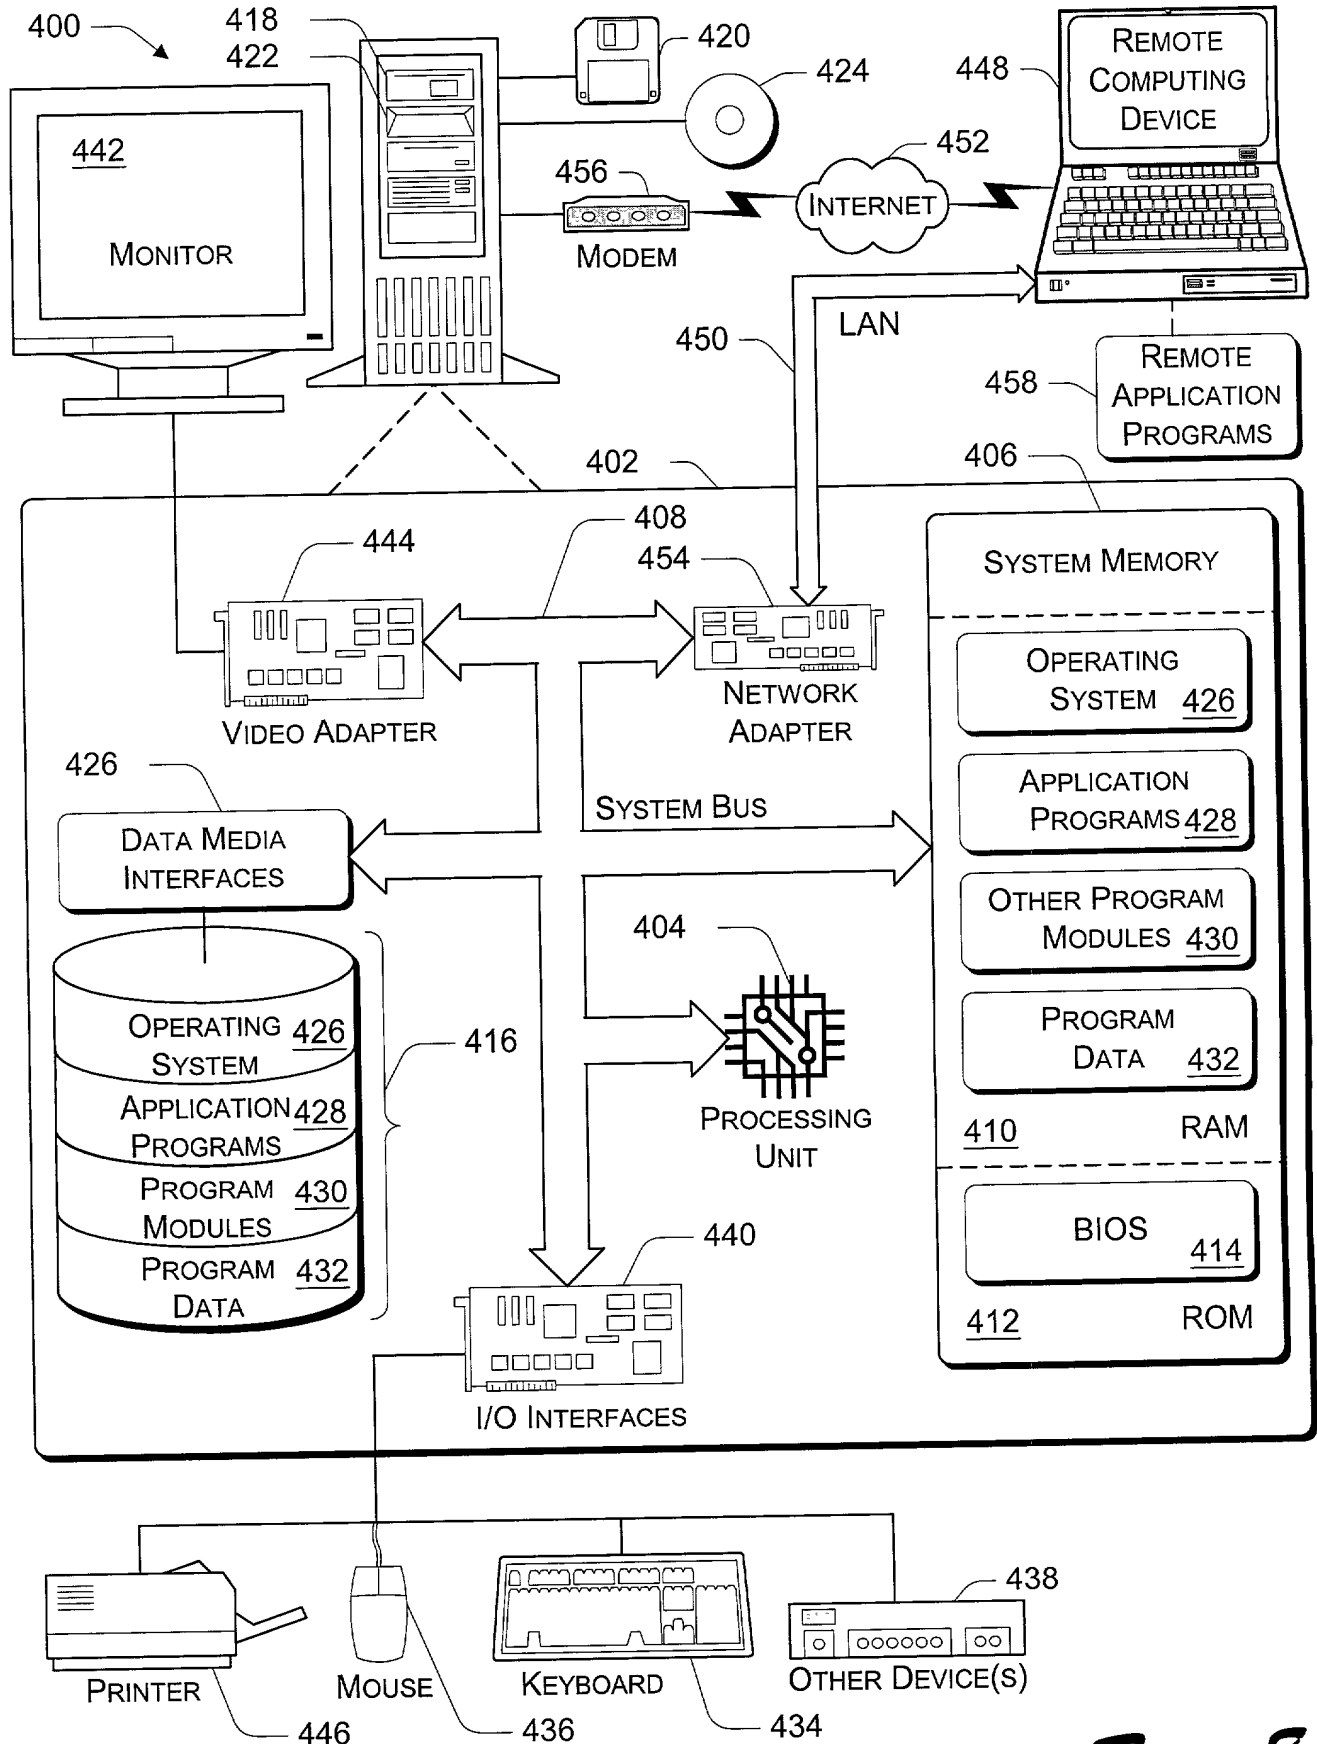 400
418
422
420
424
448
REMOTE
COMPUTING
DEVICE
442
MONITOR
456
MODEM
452
INTERNET
450
LAN
458
REMOTE
APPLICATION
PROGRAMS
402
406
444
408
454
VIDEO ADAPTER
NETWORK
ADAPTER
SYSTEM MEMORY
OPERATING
SYSTEM 426
APPLICATION
PROGRAMS 428
OTHER PROGRAM
MODULES 430
PROGRAM
DATA 432
410 RAM
BIOS
414
412 ROM
426
DATA MEDIA
INTERFACES
SYSTEM BUS
404
PROCESSING
UNIT
OPERATING 426
SYSTEM
APPLICATION 428
PROGRAMS
PROGRAM 430
MODULES
PROGRAM 432
DATA
416
440
I/O INTERFACES
PRINTER
446
MOUSE
436
KEYBOARD
434
438
OTHER DEVICE(S)